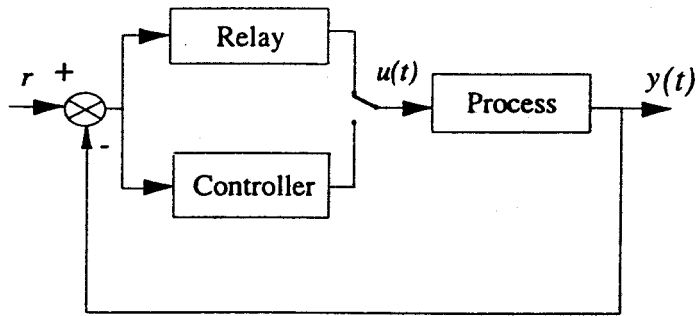 Relay
r +
u(t)
y(t)
Process
-
Controller